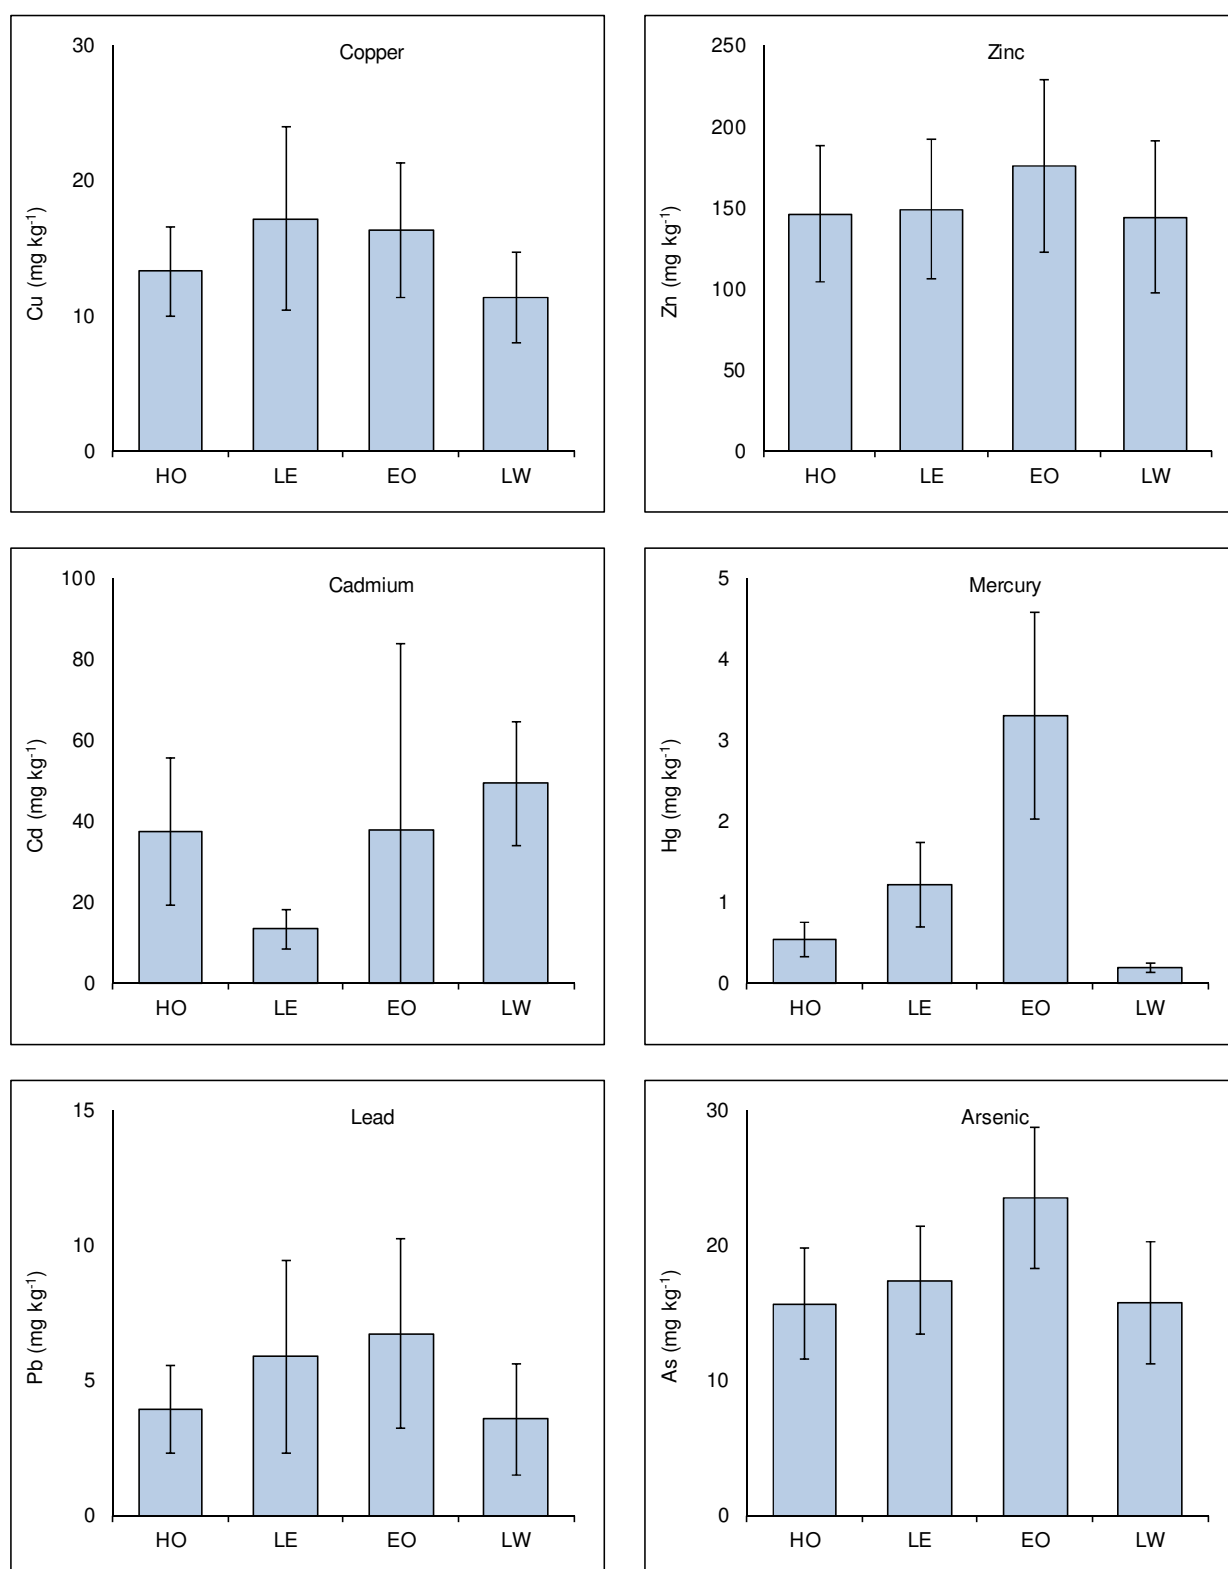 Copper
30
20
10
0
Cu (mg kg-1)
HO LE EO LW
Zinc
250
200
150
100
50
0
Zn (mg kg-1)
HO LE EO LW
Cadmium
100
80
60
40
20
0
Cd (mg kg-1)
HO LE EO LW
Mercury
5
4
3
2
1
0
Hg (mg kg-1)
HO LE EO LW
Lead
15
10
5
0
Pb (mg kg-1)
HO LE EO LW
Arsenic
30
20
10
0
As (mg kg-1)
HO LE EO LW